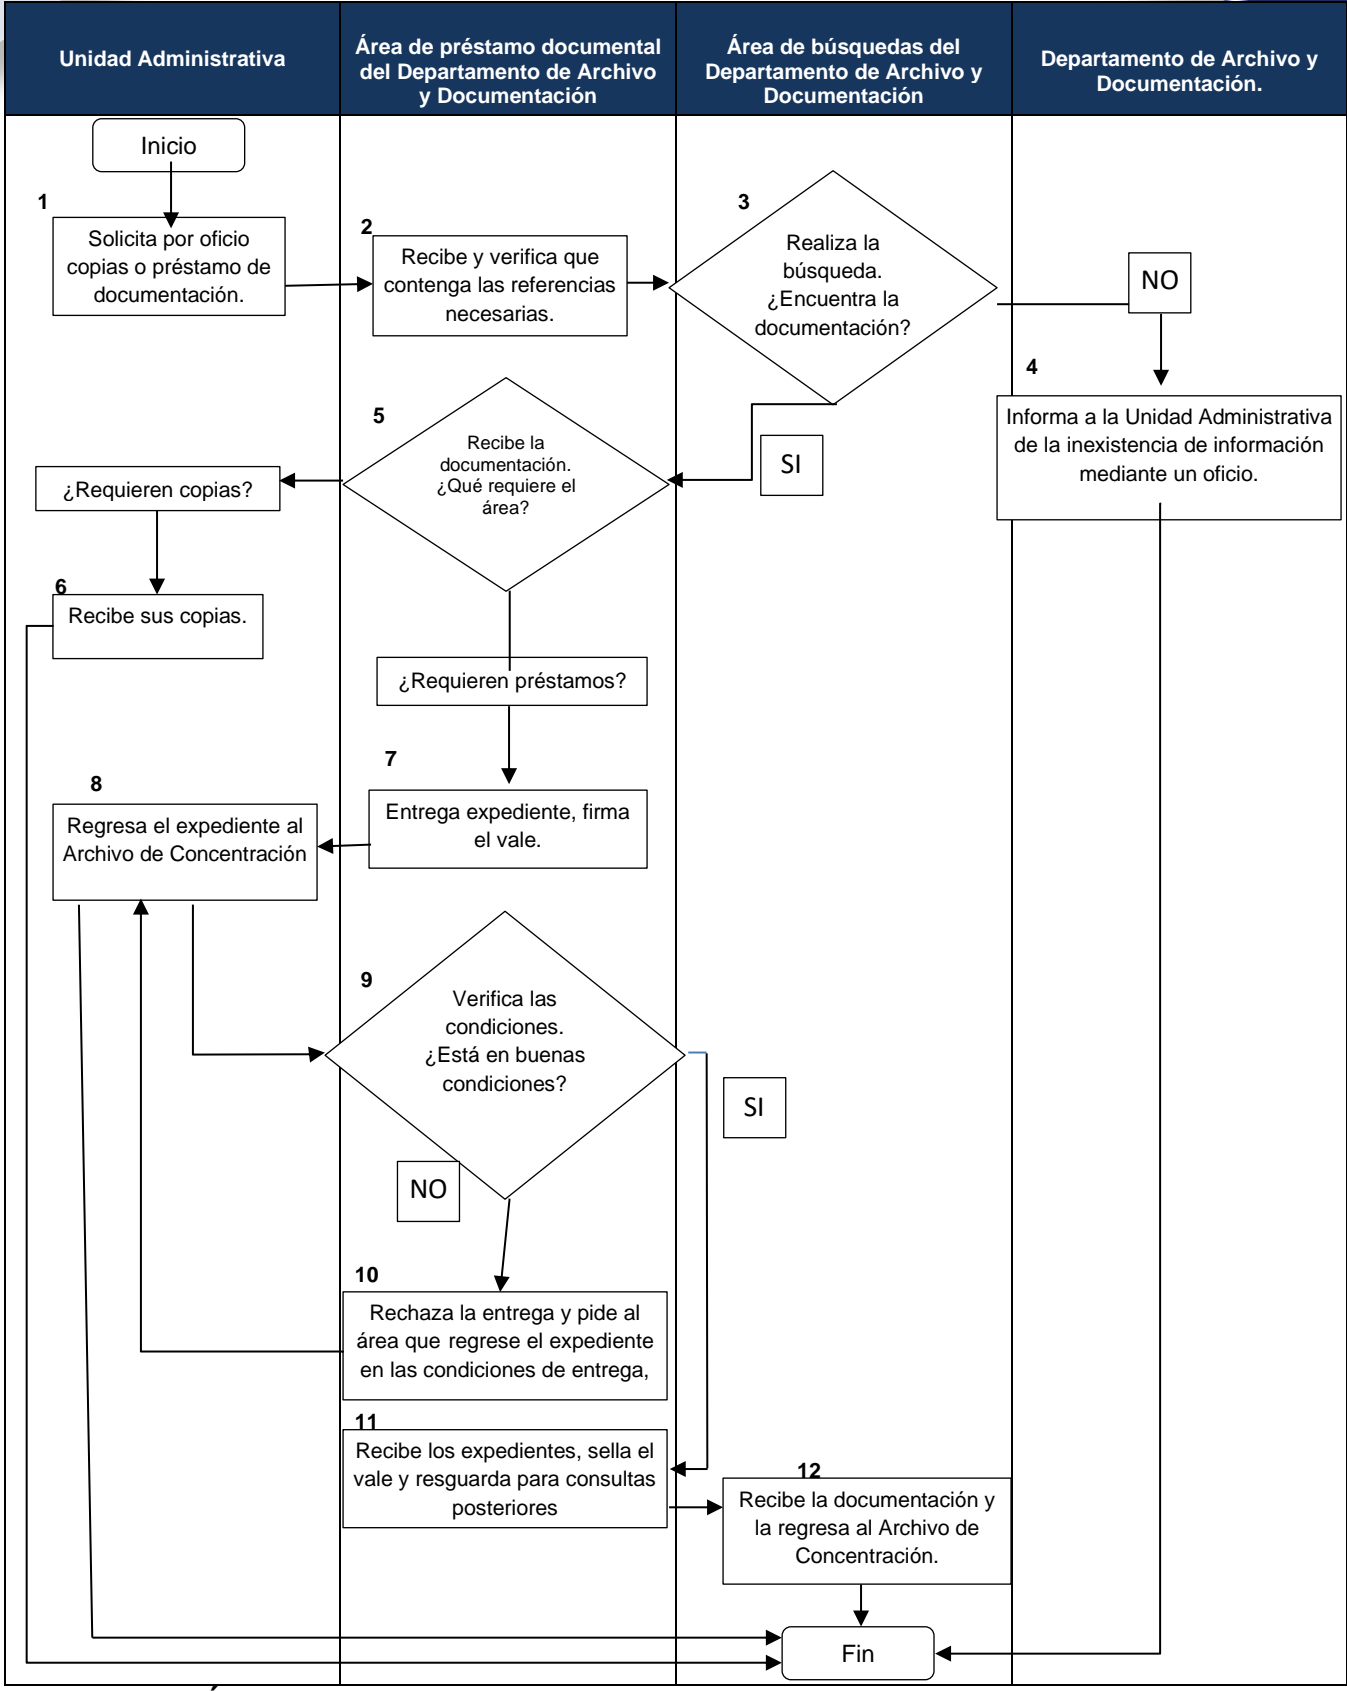 Unidad Administrativa
Área de préstamo documental
del Departamento de Archivo
y Documentación
Área de búsquedas del
Departamento de Archivo y
Documentación
Departamento de Archivo y
Documentación.
Inicio
1
Solicita por oficio
copias o préstamo de
documentación.
2
Recibe y verifica que
contenga las referencias
necesarias.
3
Realiza la
búsqueda.
¿Encuentra la
documentación?
NO
4
Informa a la Unidad Administrativa
de la inexistencia de información
mediante un oficio.
SI
5
Recibe la
documentación.
¿Qué requiere el
área?
¿Requieren copias?
6
Recibe sus copias.
¿Requieren préstamos?
7
Entrega expediente, firma
el vale.
8
Regresa el expediente al
Archivo de Concentración
9
Verifica las
condiciones.
¿Está en buenas
condiciones?
SI
NO
10
Rechaza la entrega y pide al
área que regrese el expediente
en las condiciones de entrega,
11
Recibe los expedientes, sella el
vale y resguarda para consultas
posteriores
12
Recibe la documentación y
la regresa al Archivo de
Concentración.
Fin